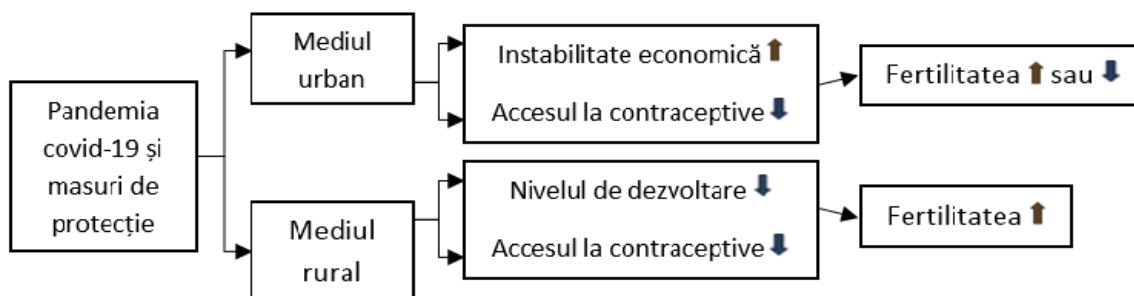 Pandemia
covid-19 și
masuri de
protecție
Mediul
urban
Instabilitate economică ⬆
Accesul la contraceptive ⬇
Fertilitatea ⬆ sau ⬇
Mediul
rural
Nivelul de dezvoltare ⬇
Accesul la contraceptive ⬇
Fertilitatea ⬆